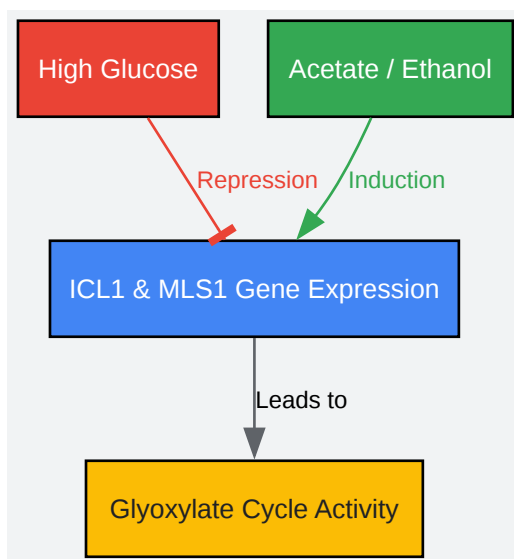 High Glucose
Acetate / Ethanol
Repression
Induction
ICL1 & MLS1 Gene Expression
Leads to
Glyoxylate Cycle Activity